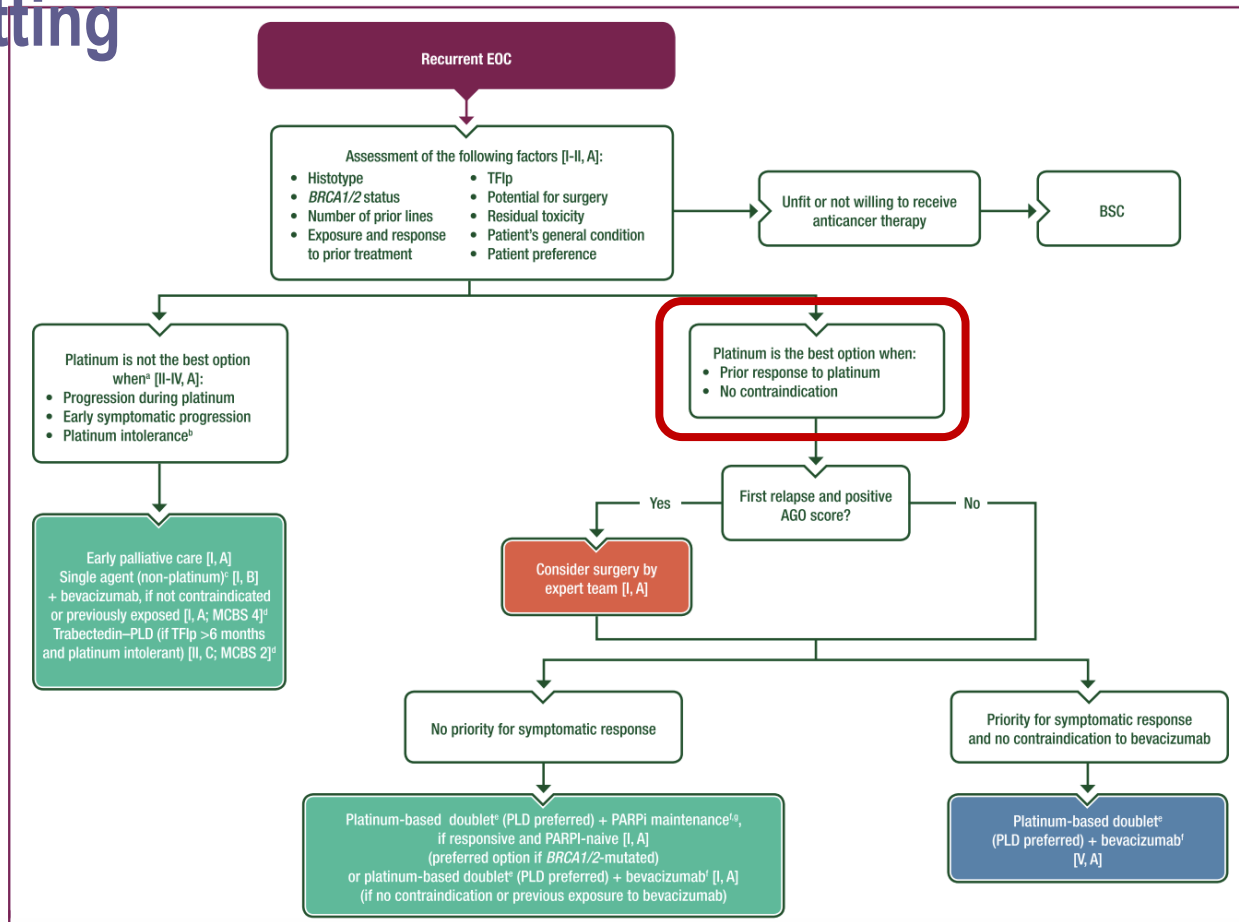 tting
Recurrent EOC
Assessment of the following factors [I-II, A]:
• Histotype
• BRCA1/2 status
• Number of prior lines
• Exposure and response
to prior treatment
• TFIp
• Potential for surgery
• Residual toxicity
• Patient's general condition
• Patient preference
Unfit or not willing to receive
anticancer therapy
BSC
Platinum is not the best option
whenᵃ [II-IV, A]:
• Progression during platinum
• Early symptomatic progression
• Platinum intoleranceᵇ
Platinum is the best option when:
• Prior response to platinum
• No contraindication
First relapse and positive
AGO score?
Yes
No
Early palliative care [I, A]
Single agent (non-platinum)ᶜ [I, B]
+ bevacizumab, if not contraindicated
or previously exposed [I, A; MCBS 4]ᵈ
Trabectedin–PLD (if TFIp >6 months
and platinum intolerant) [II, C; MCBS 2]ᵈ
Consider surgery by
expert team [I, A]
No priority for symptomatic response
Priority for symptomatic response
and no contraindication to bevacizumab
Platinum-based doubletᵉ (PLD preferred) + PARPi maintenanceᶠ,ᵍ,
if responsive and PARPI-naive [I, A]
(preferred option if BRCA1/2-mutated)
or platinum-based doubletᵉ (PLD preferred) + bevacizumabᶠ [I, A]
(if no contraindication or previous exposure to bevacizumab)
Platinum-based doubletᵉ
(PLD preferred) + bevacizumabᶠ
[V, A]